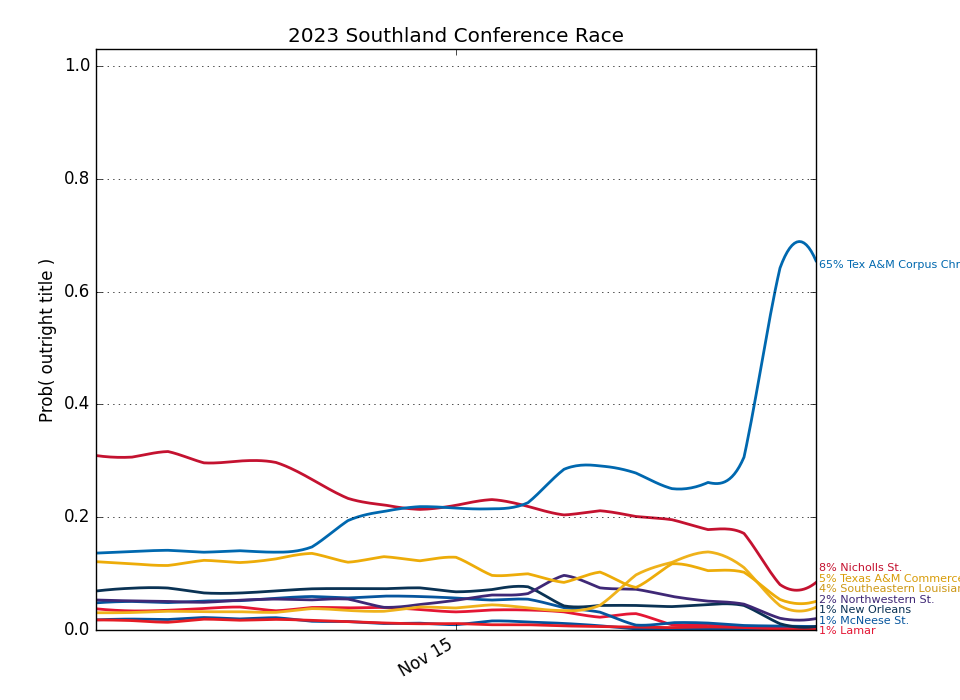 2023 Southland Conference Race
Prob( outright title )
1.0
0.8
0.6
0.4
0.2
0.0
Nov 15
65% Tex A&M Corpus Chr
8% Nicholls St.
5% Texas A&M Commerce
4% Southeastern Louisian
2% Northwestern St.
1% New Orleans
1% McNeese St.
1% Lamar